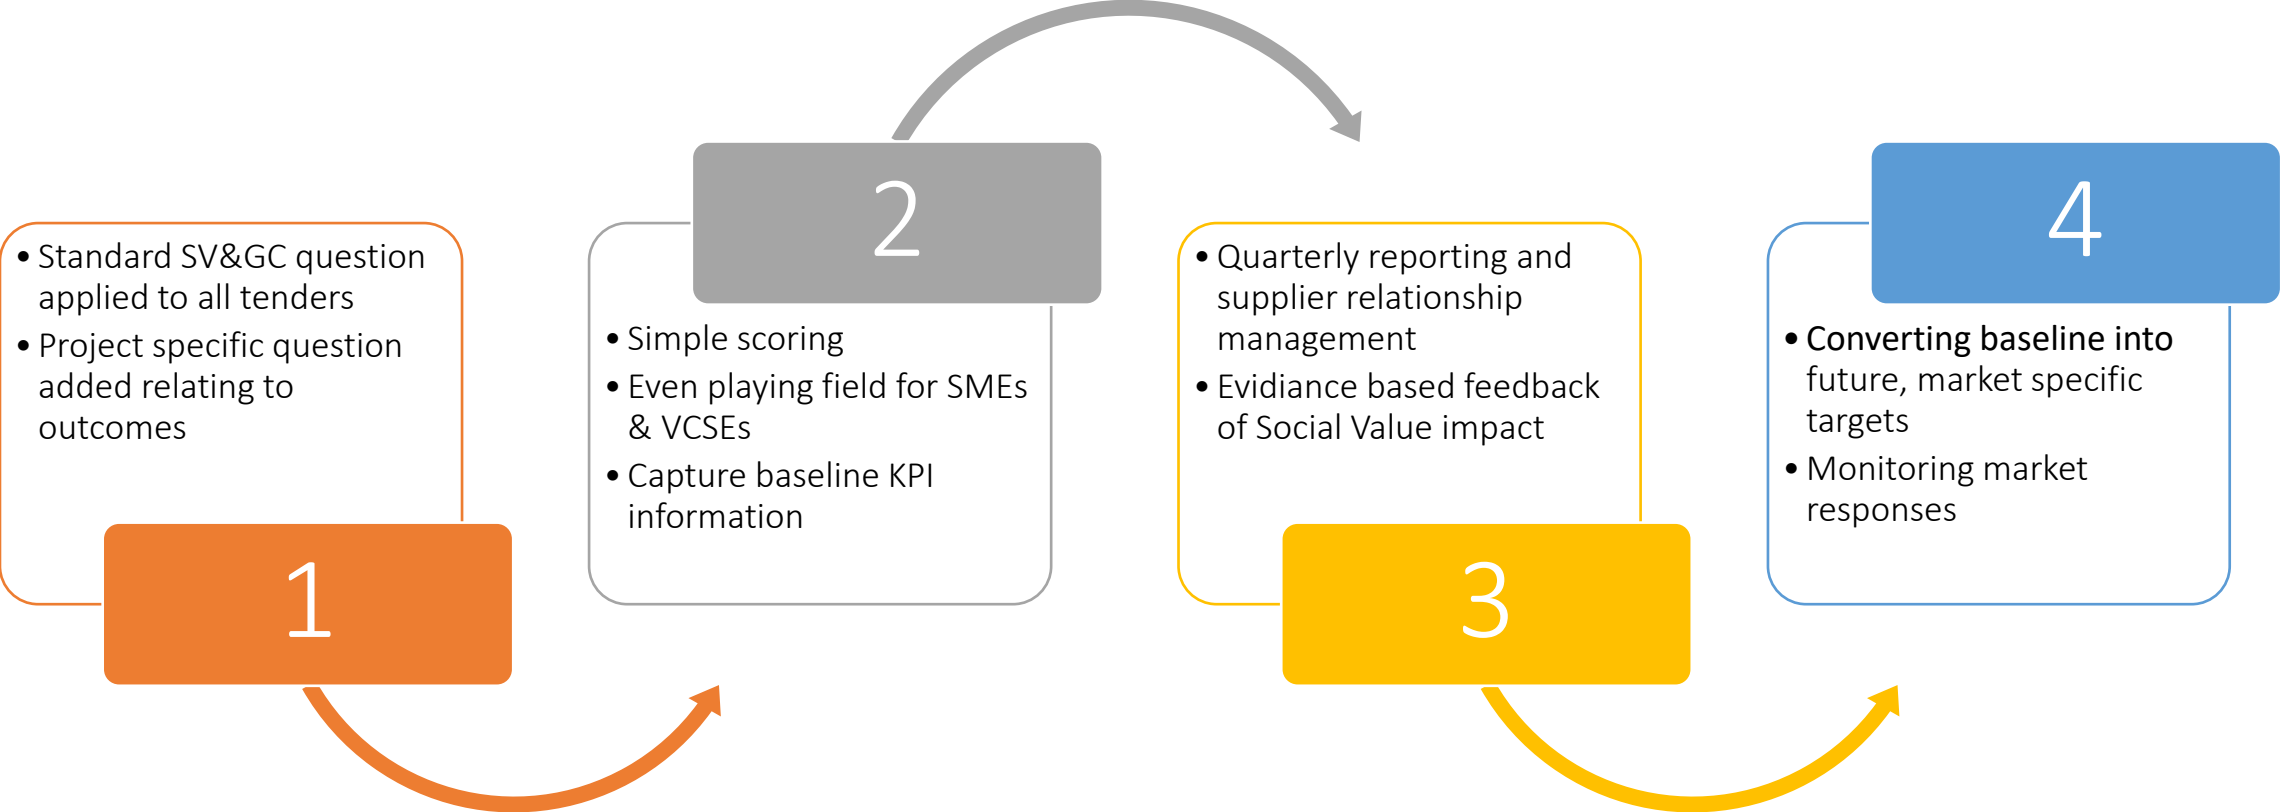 • Standard SV&GC question
applied to all tenders
• Project specific question
added relating to
outcomes
1
2
• Simple scoring
• Even playing field for SMEs
& VCSEs
• Capture baseline KPI
information
• Quarterly reporting and
supplier relationship
management
• Evidiance based feedback
of Social Value impact
3
4
• Converting baseline into
future, market specific
targets
• Monitoring market
responses